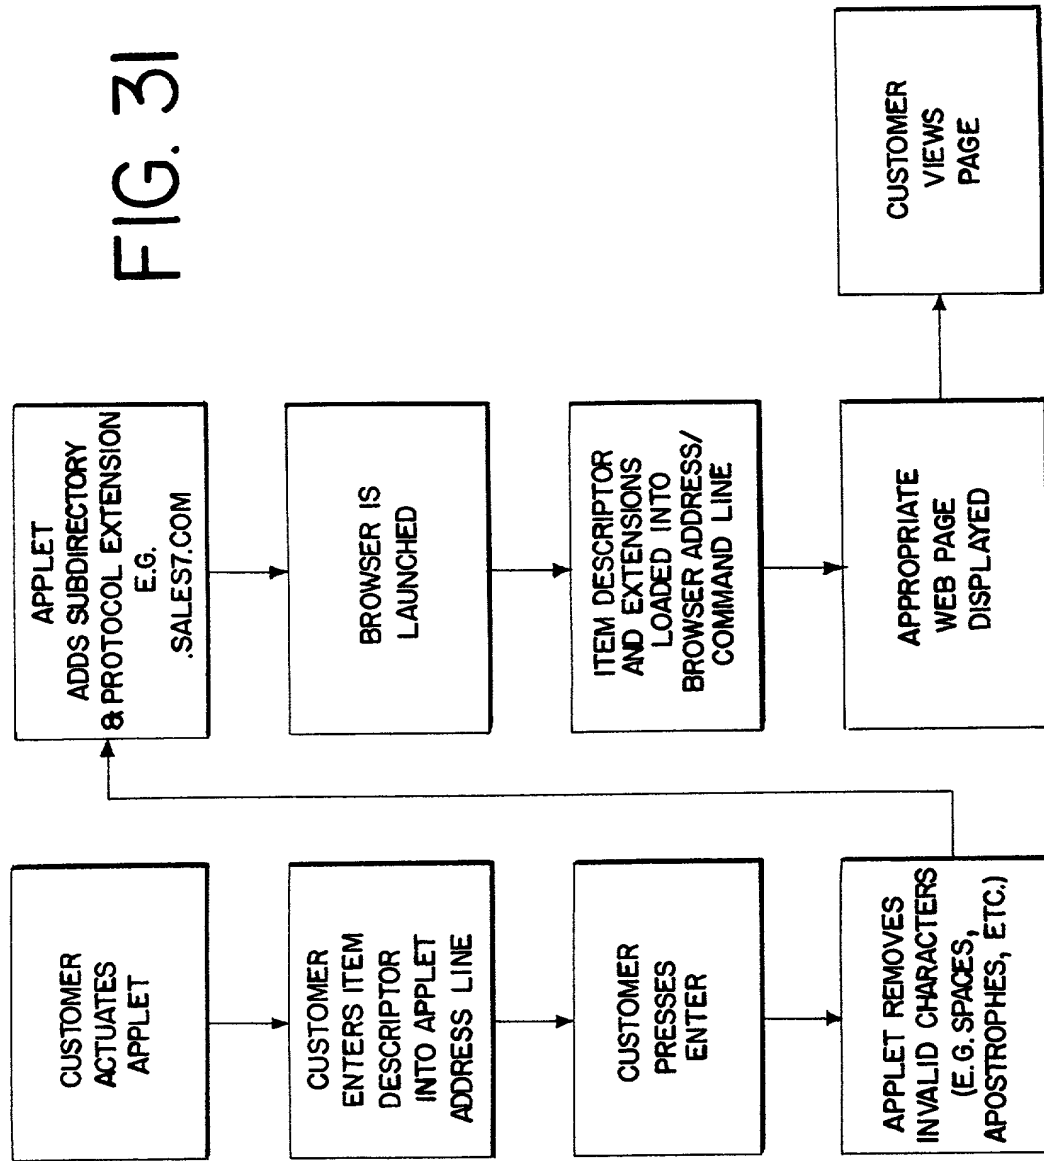 FIG. 31
CUSTOMER
ACTUATES
APPLET
CUSTOMER
ENTERS ITEM
DESCRIPTOR
INTO APPLET
ADDRESS LINE
CUSTOMER
PRESSES
ENTER
APPLET REMOVES
INVALID CHARACTERS
(E.G. SPACES,
APOSTROPHES, ETC.)
APPLET
ADDS SUBDIRECTORY
& PROTOCOL EXTENSION
E.G.
.SALES7.COM
BROWSER IS
LAUNCHED
ITEM DESCRIPTOR
AND EXTENSIONS
LOADED INTO
BROWSER ADDRESS/
COMMAND LINE
APPROPRIATE
WEB PAGE
DISPLAYED
CUSTOMER
VIEWS
PAGE